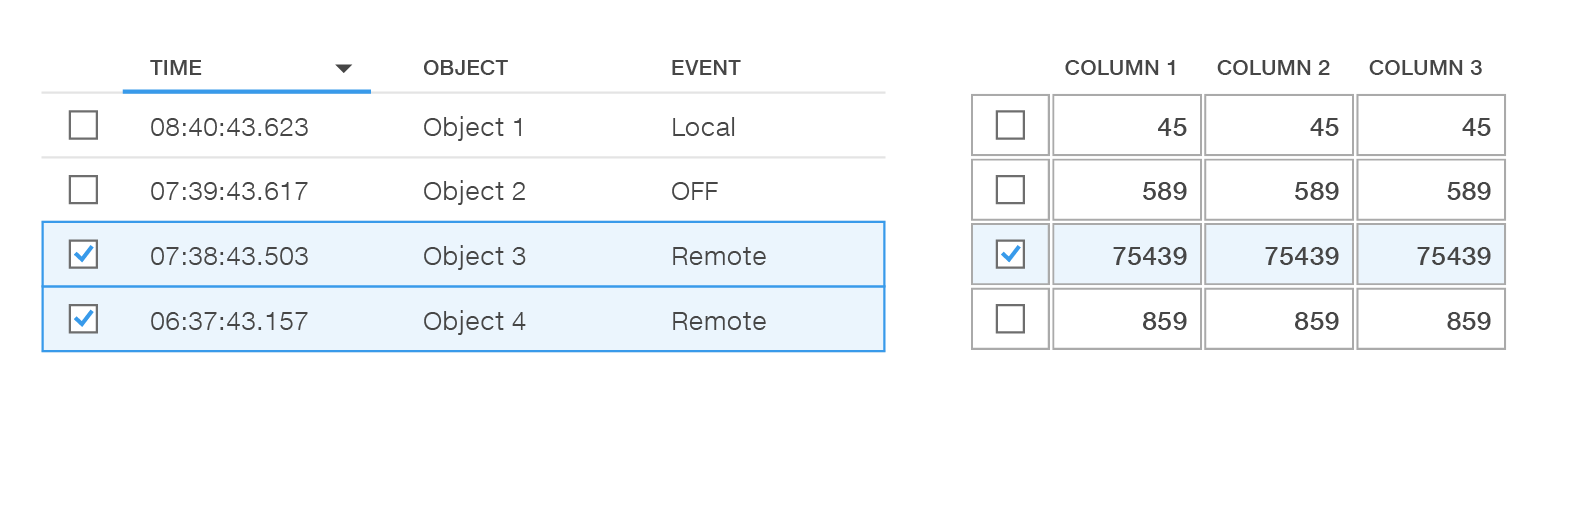 TIME OBJECT EVENT
08:40:43.623 Object 1 Local
07:39:43.617 Object 2 OFF
07:38:43.503 Object 3 Remote
06:37:43.157 Object 4 Remote
COLUMN 1 COLUMN 2 COLUMN 3
45 45 45
589 589 589
75439 75439 75439
859 859 859